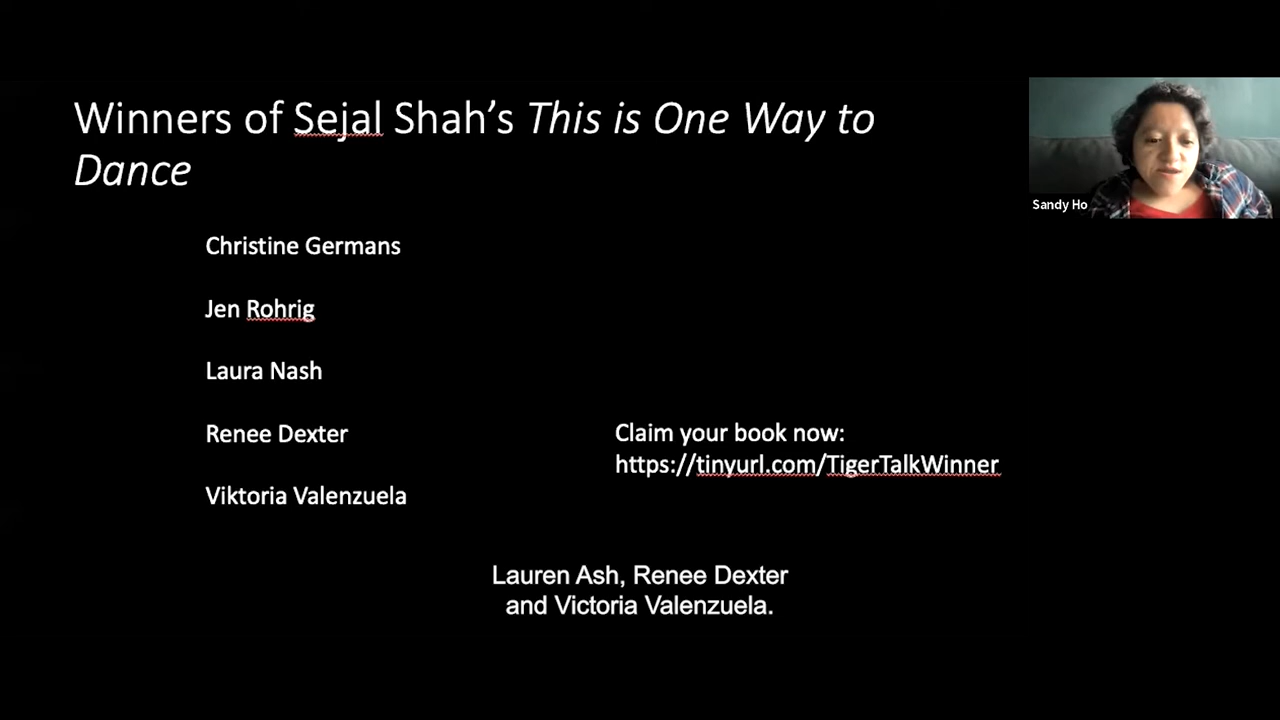 Winners of Sejal Shah’s This is One Way to
Dance
Sandy Ho
Christine Germans
Jen Rohrig
Laura Nash
Renee Dexter
Claim your book now:
https://tinyurl.com/TigerTalkWinner
Viktoria Valenzuela
Lauren Ash, Renee Dexter
and Victoria Valenzuela.